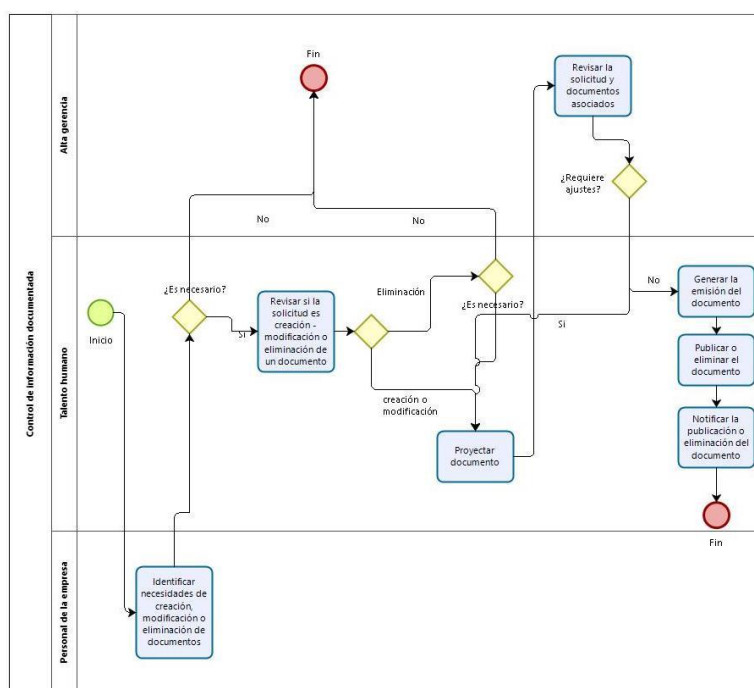 Control de información documentada
Alta gerencia
Fin
Revisar la
solicitud y
documentos
asociados
¿Requiere
ajustes?
No
No
Talento humano
Inicio
¿Es necesario?
Si
Revisar si la
solicitud es
creación -
modificación o
eliminación de
un documento
Eliminación
¿Es necesario?
creación o
modificación
Proyectar
documento
Si
No
Generar la
emisión del
documento
Publicar o
eliminar el
documento
Notificar la
publicación o
eliminación del
documento
Fin
Personal de la empresa
Identificar
necesidades de
creación,
modificación o
eliminación de
documentos